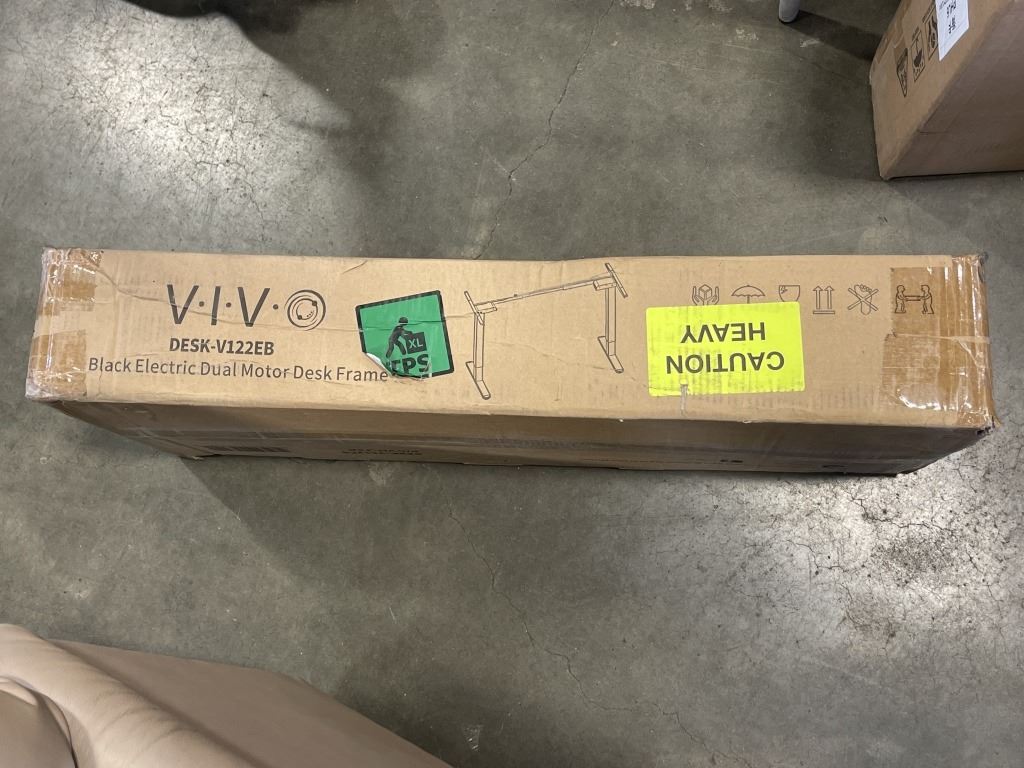 V·I·V·O
DESK-V122EB
Black Electric Dual Motor Desk Frame
XL
CAUTION
HEAVY